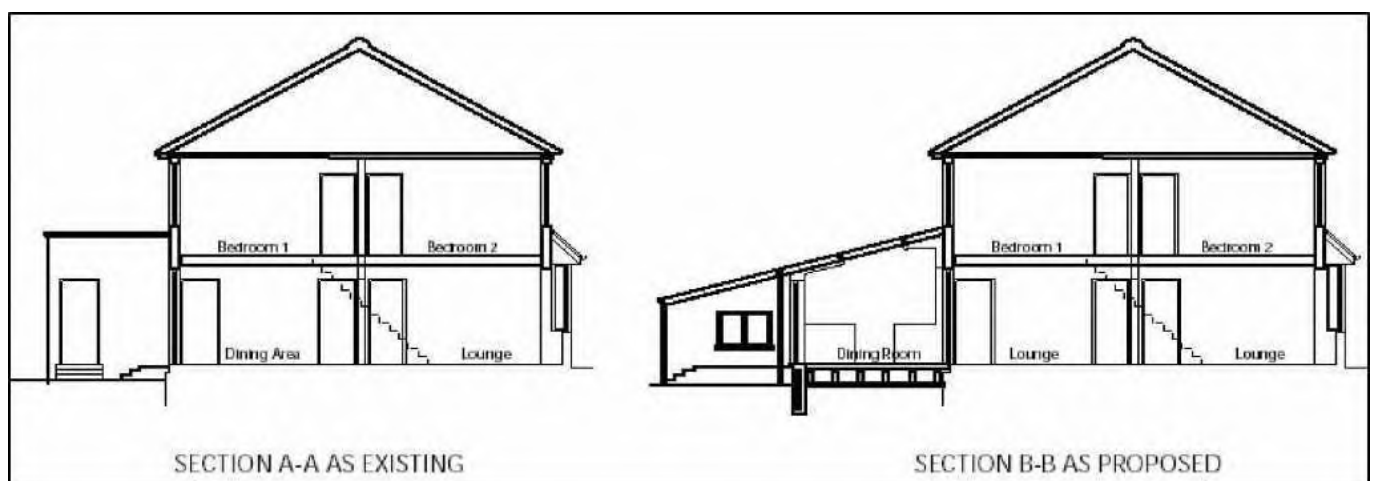 Bedroom 1
Bedroom 2
Dining Area
Lounge
SECTION A-A AS EXISTING
Bedroom 1
Bedroom 2
Dining Room
Lounge
Lounge
SECTION B-B AS PROPOSED